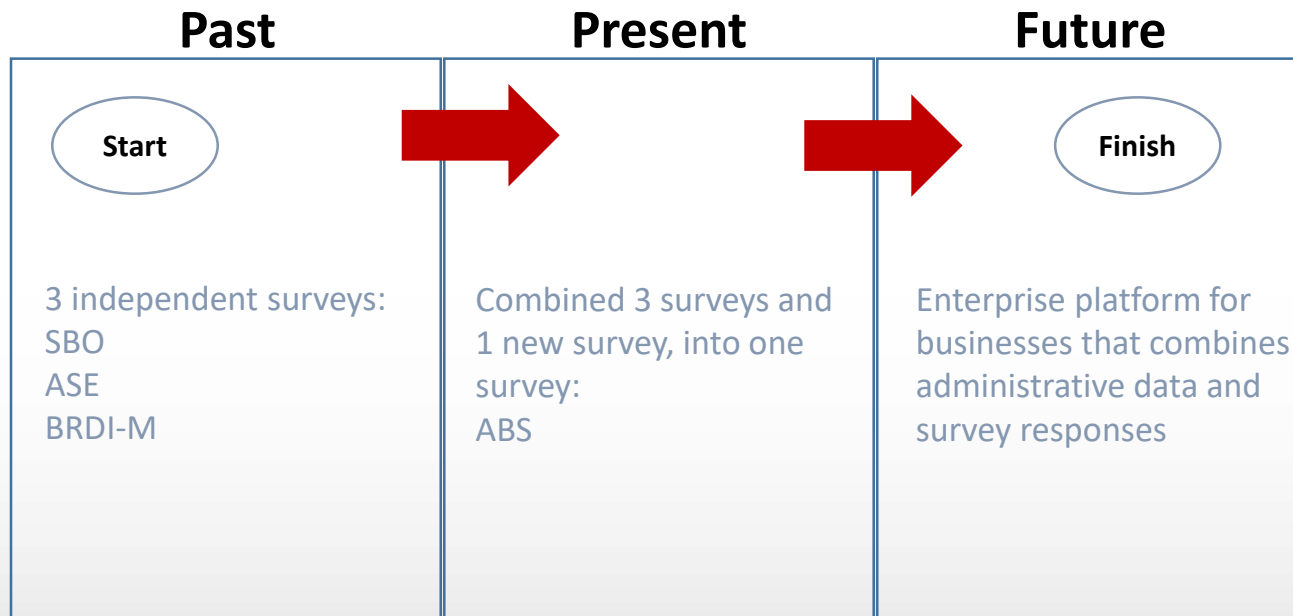 Past
Present
Future
Start
Finish
3 independent surveys:
SBO
ASE
BRDI-M
Combined 3 surveys and
1 new survey, into one
survey:
ABS
Enterprise platform for
businesses that combines
administrative data and
survey responses